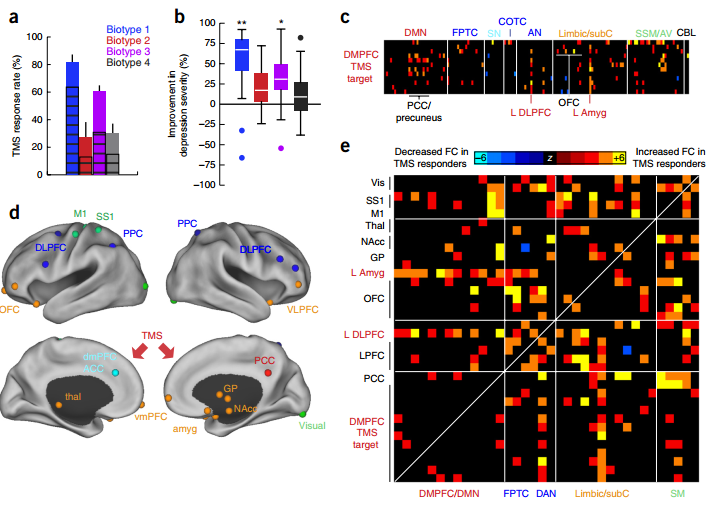 a
Biotype 1
Biotype 2
Biotype 3
Biotype 4
TMS response rate (%)
100
80
60
40
20
0
b
Improvement in
depression severity (%)
100
75
50
25
0
−25
−50
−75
−100
**
*
c
DMN
FPTC
SN
COTC
I
AN
Limbic/subC
SSM/AV
CBL
DMPFC
TMS
target
PCC/
precuneus
L DLPFC
OFC
L Amyg
Decreased FC in
TMS responders
−6
z
+6
Increased FC in
TMS responders
d
M1
SS1
PPC
DLPFC
OFC
PPC
DLPFC
VLPFC
TMS
dmPFC
ACC
thal
vmPFC
PCC
GP
NAcc
amyg
Visual
e
Vis
SS1
M1
Thal
NAcc
GP
L Amyg
OFC
L DLPFC
LPFC
PCC
DMPFC
TMS
target
DMPFC/DMN
FPTC
DAN
Limbic/subC
SM